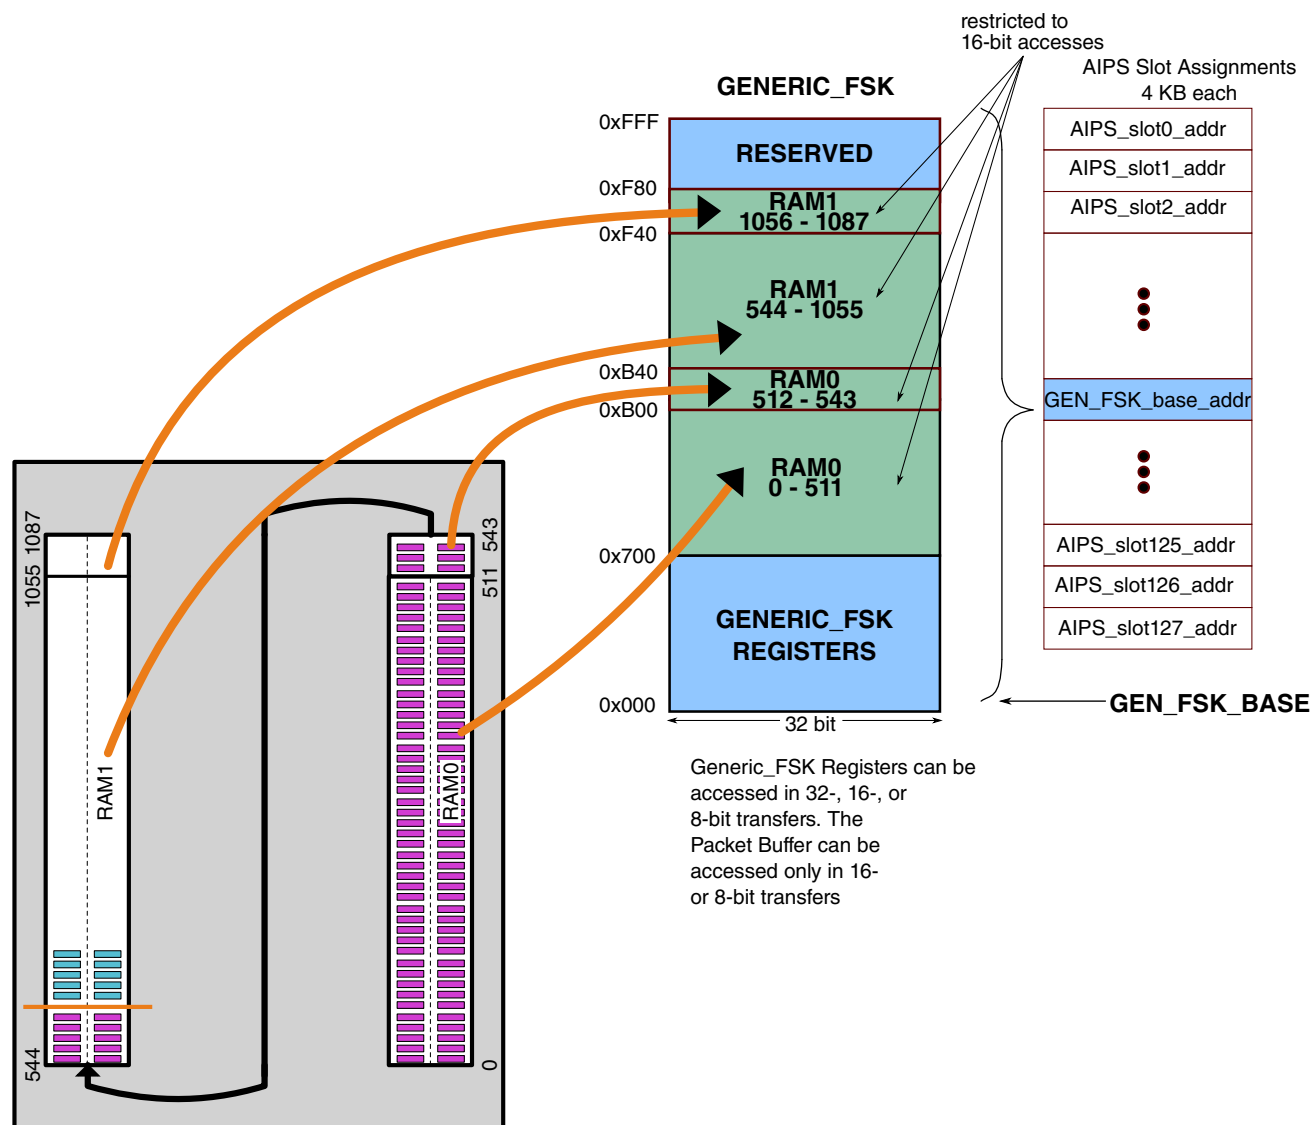 restricted to
16-bit accesses
AIPS Slot Assignments
4 KB each
GENERIC_FSK
0xFFF
RESERVED
0xF80
RAM1
1056 - 1087
0xF40
RAM1
544 - 1055
0xB40
RAM0
512 - 543
0xB00
RAM0
0 - 511
0x700
GENERIC_FSK
REGISTERS
0x000
32 bit
AIPS_slot0_addr
AIPS_slot1_addr
AIPS_slot2_addr
GEN_FSK_base_addr
AIPS_slot125_addr
AIPS_slot126_addr
AIPS_slot127_addr
GEN_FSK_BASE
Generic_FSK Registers can be
accessed in 32-, 16-, or
8-bit transfers. The
Packet Buffer can be
accessed only in 16-
or 8-bit transfers
1087
1055
RAM1
544
543
511
RAM0
0